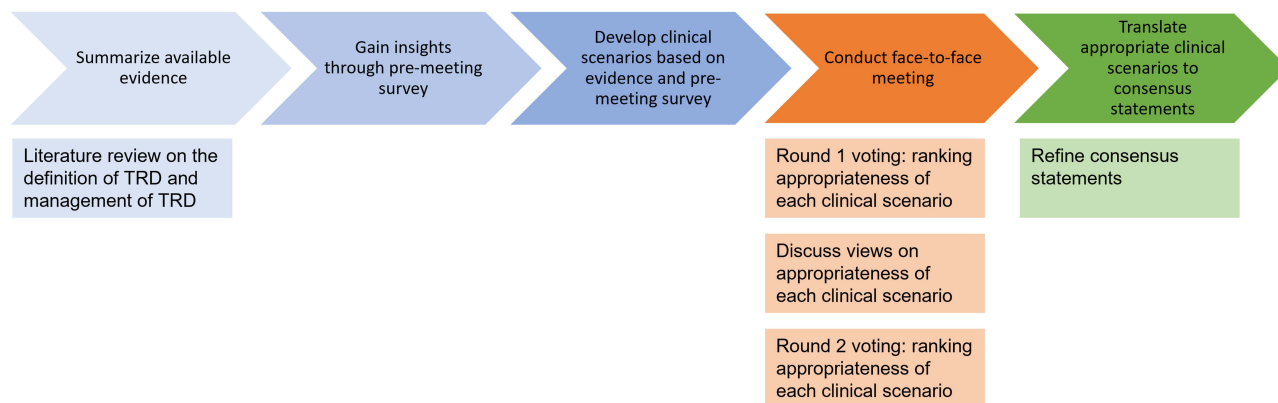 Summarize available
evidence
Gain insights
through pre-meeting
survey
Develop clinical
scenarios based on
evidence and pre-
meeting survey
Conduct face-to-face
meeting
Translate
appropriate clinical
scenarios to
consensus
statements
Literature review on the
definition of TRD and
management of TRD
Round 1 voting: ranking
appropriateness of
each clinical scenario
Discuss views on
appropriateness of
each clinical scenario
Round 2 voting: ranking
appropriateness of
each clinical scenario
Refine consensus
statements